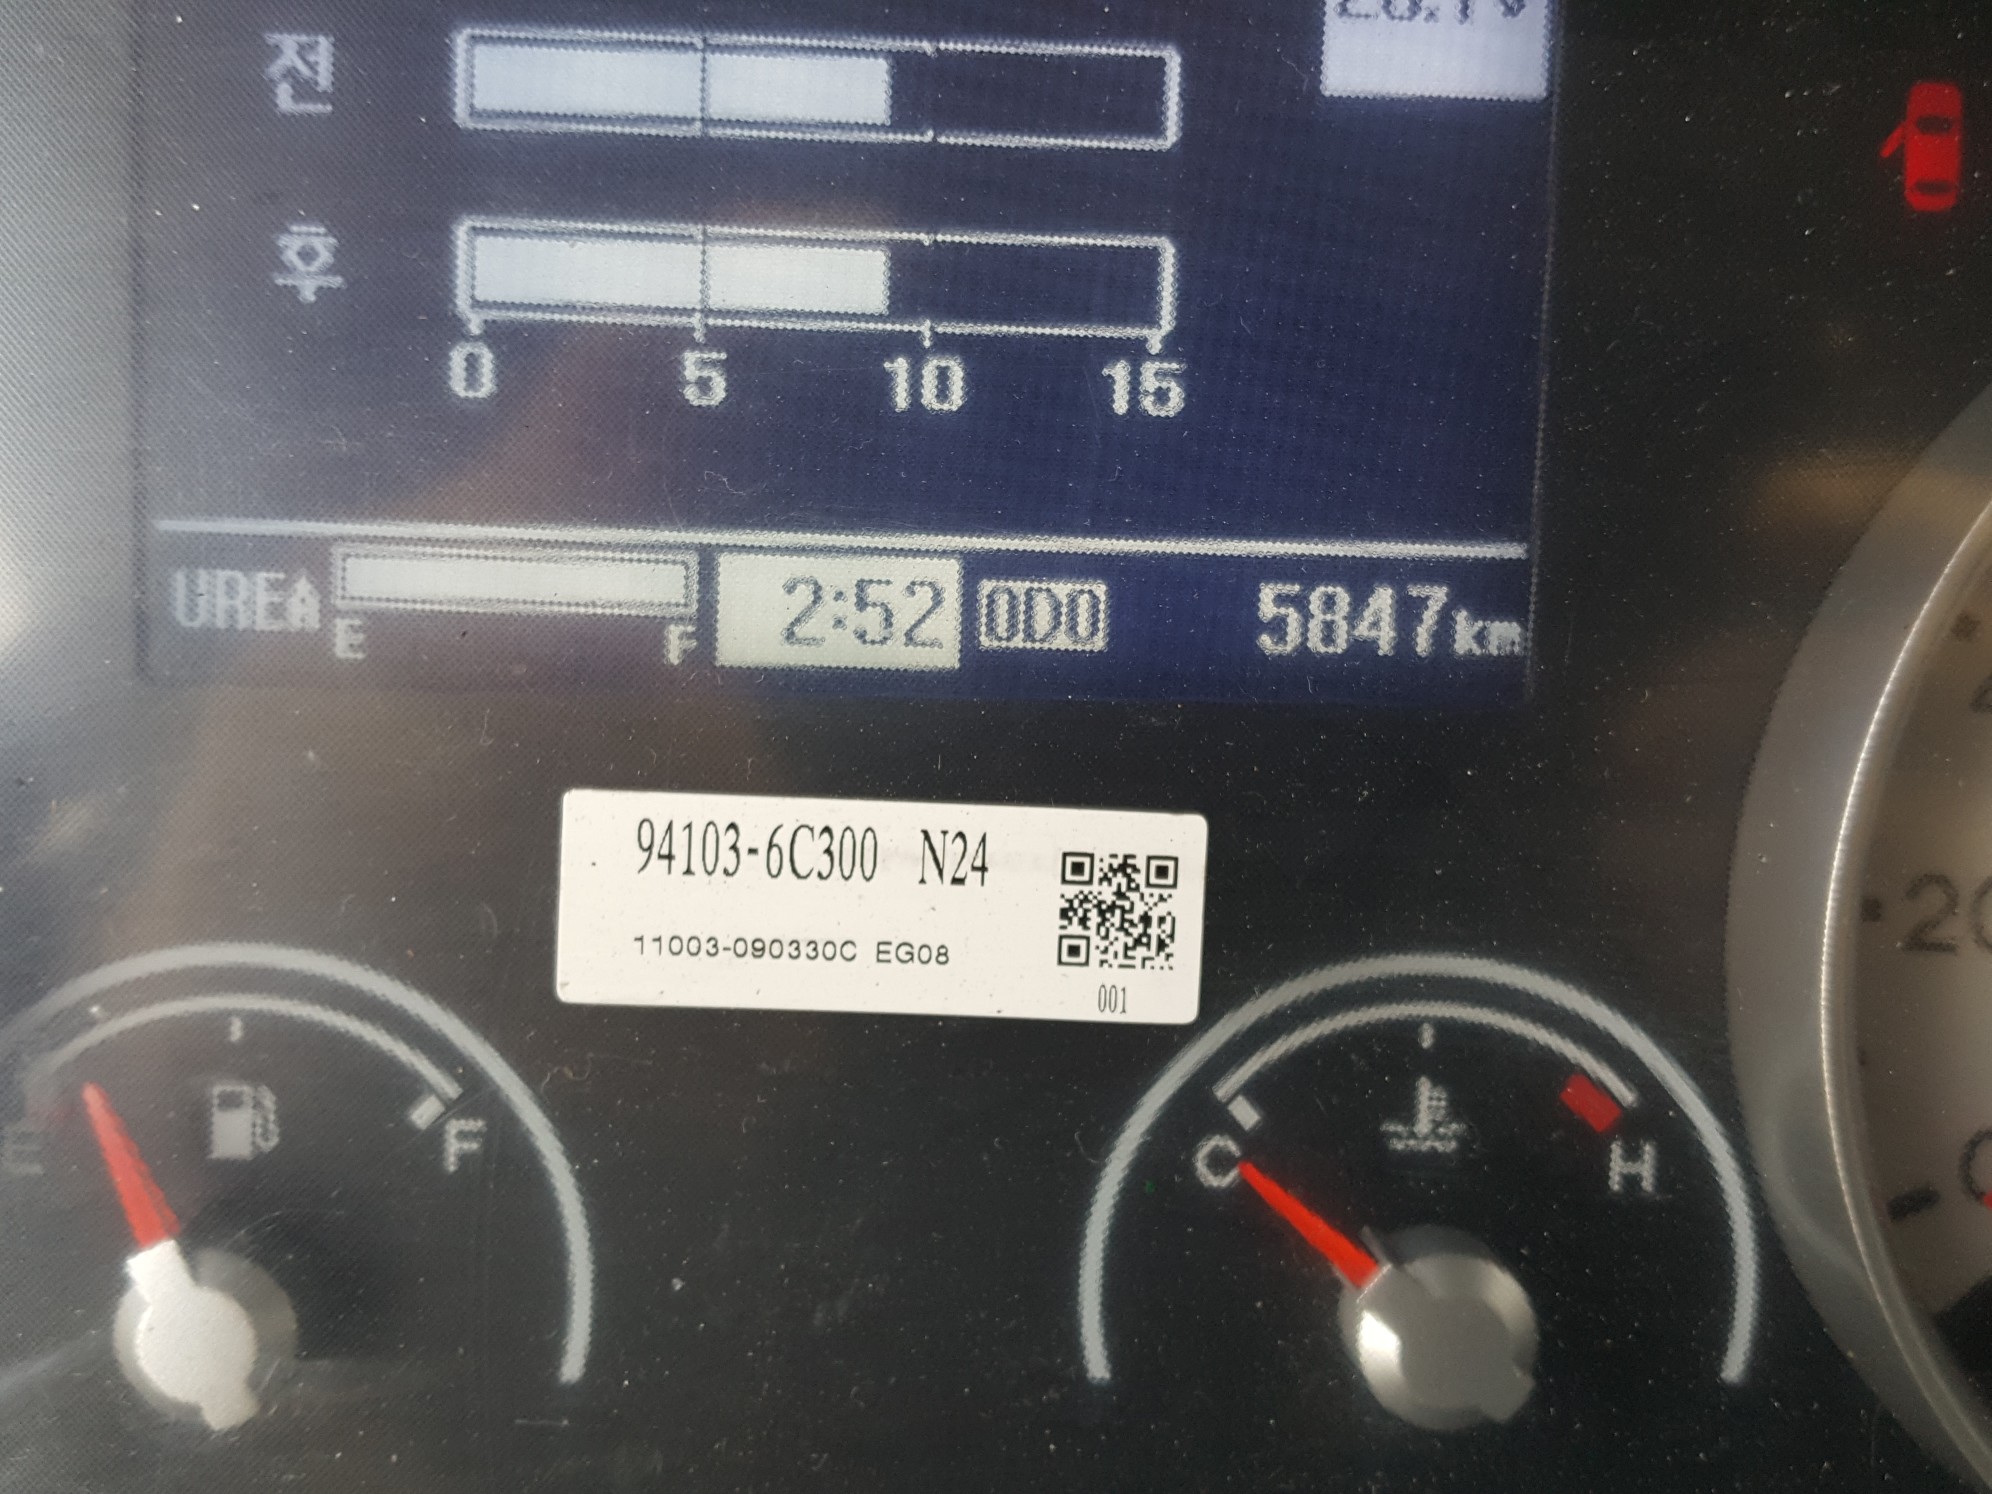 전
후
0 5 10 15
UREA E F 2:52 ODO 5847km
94103-6C300 N24
11003-090330C EG08
001
E F
C H